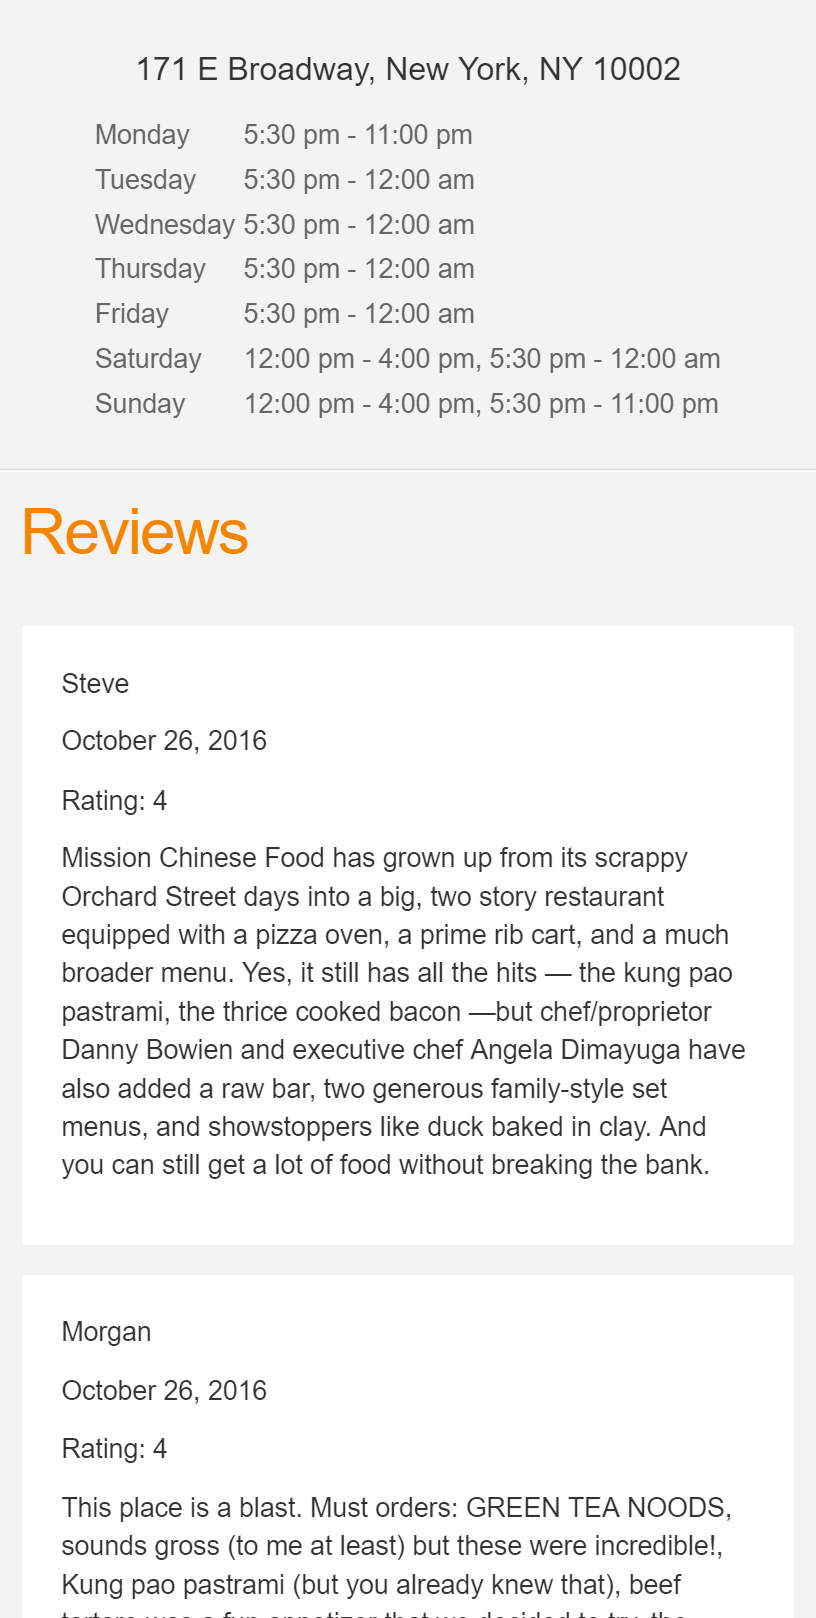 171 E Broadway, New York, NY 10002
Monday 5:30 pm - 11:00 pm
Tuesday 5:30 pm - 12:00 am
Wednesday 5:30 pm - 12:00 am
Thursday 5:30 pm - 12:00 am
Friday 5:30 pm - 12:00 am
Saturday 12:00 pm - 4:00 pm, 5:30 pm - 12:00 am
Sunday 12:00 pm - 4:00 pm, 5:30 pm - 11:00 pm
Reviews
Steve
October 26, 2016
Rating: 4
Mission Chinese Food has grown up from its scrappy
Orchard Street days into a big, two story restaurant
equipped with a pizza oven, a prime rib cart, and a much
broader menu. Yes, it still has all the hits — the kung pao
pastrami, the thrice cooked bacon —but chef/proprietor
Danny Bowien and executive chef Angela Dimayuga have
also added a raw bar, two generous family-style set
menus, and showstoppers like duck baked in clay. And
you can still get a lot of food without breaking the bank.
Morgan
October 26, 2016
Rating: 4
This place is a blast. Must orders: GREEN TEA NOODS,
sounds gross (to me at least) but these were incredible!,
Kung pao pastrami (but you already knew that), beef
tartare was a fun appetizer that we decided to try, the